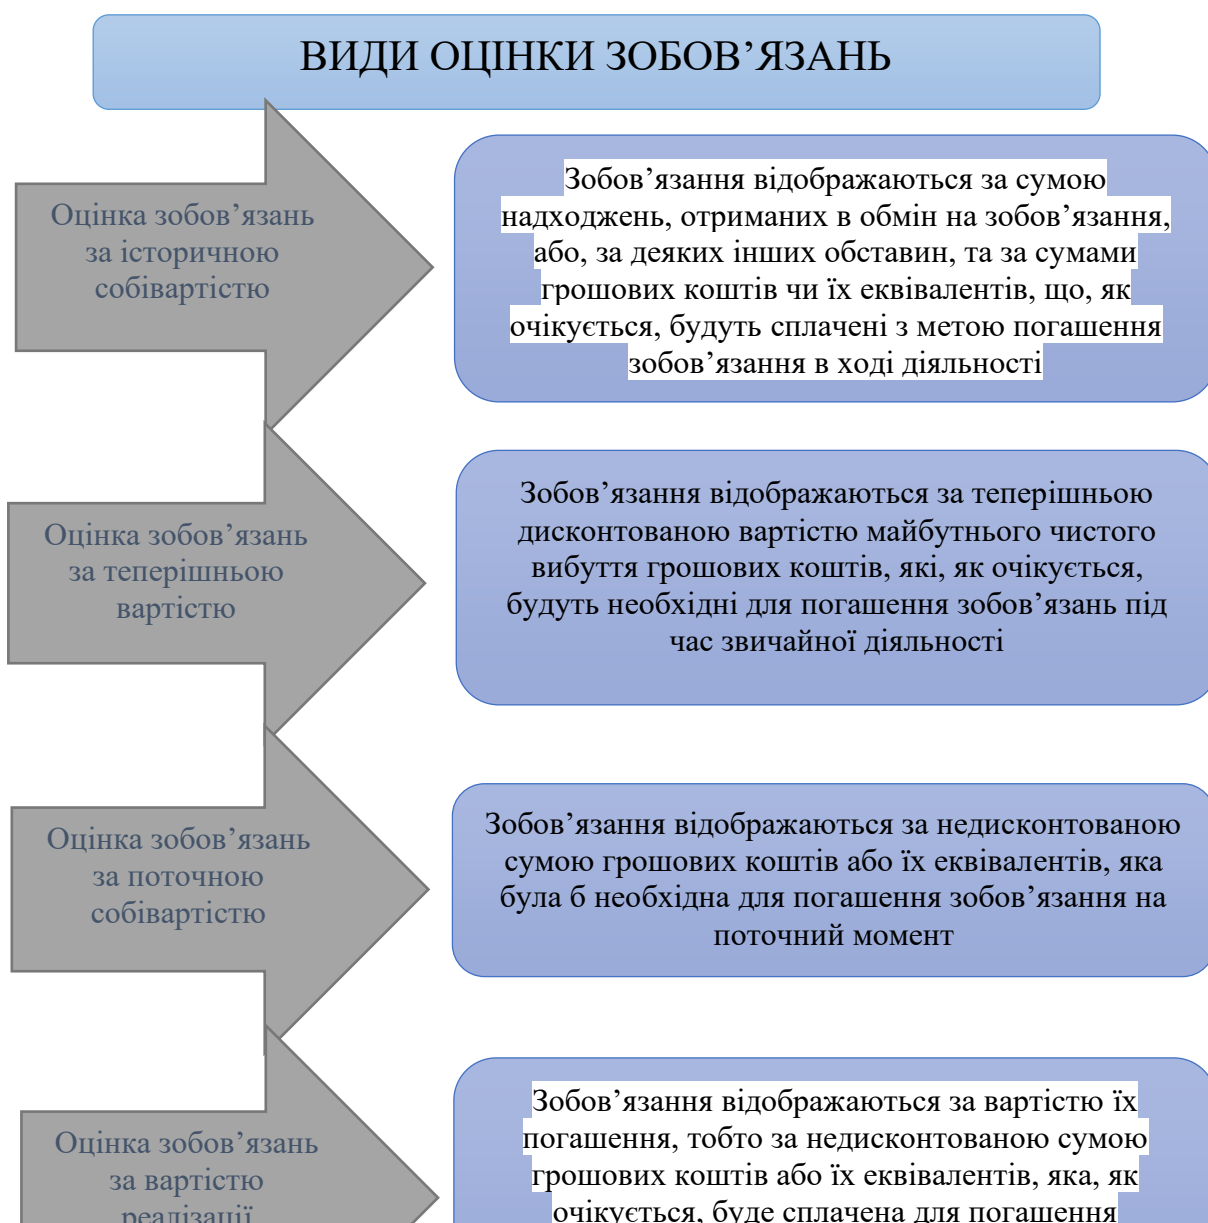 ВИДИ ОЦІНКИ ЗОБОВ’ЯЗАНЬ
Оцінка зобов’язань
за історичною
собівартістю
Зобов’язання відображаються за сумою
надходжень, отриманих в обмін на зобов’язання,
або, за деяких інших обставин, та за сумами
грошових коштів чи їх еквівалентів, що, як
очікується, будуть сплачені з метою погашення
зобов’язання в ході діяльності
Оцінка зобов’язань
за теперішньою
вартістю
Зобов’язання відображаються за теперішньою
дисконтованою вартістю майбутнього чистого
вибуття грошових коштів, які, як очікується,
будуть необхідні для погашення зобов’язань під
час звичайної діяльності
Оцінка зобов’язань
за поточною
собівартістю
Зобов’язання відображаються за недисконтованою
сумою грошових коштів або їх еквівалентів, яка
була б необхідна для погашення зобов’язання на
поточний момент
Оцінка зобов’язань
за вартістю
реалізації
Зобов’язання відображаються за вартістю їх
погашення, тобто за недисконтованою сумою
грошових коштів або їх еквівалентів, яка, як
очікується, буде сплачена для погашення